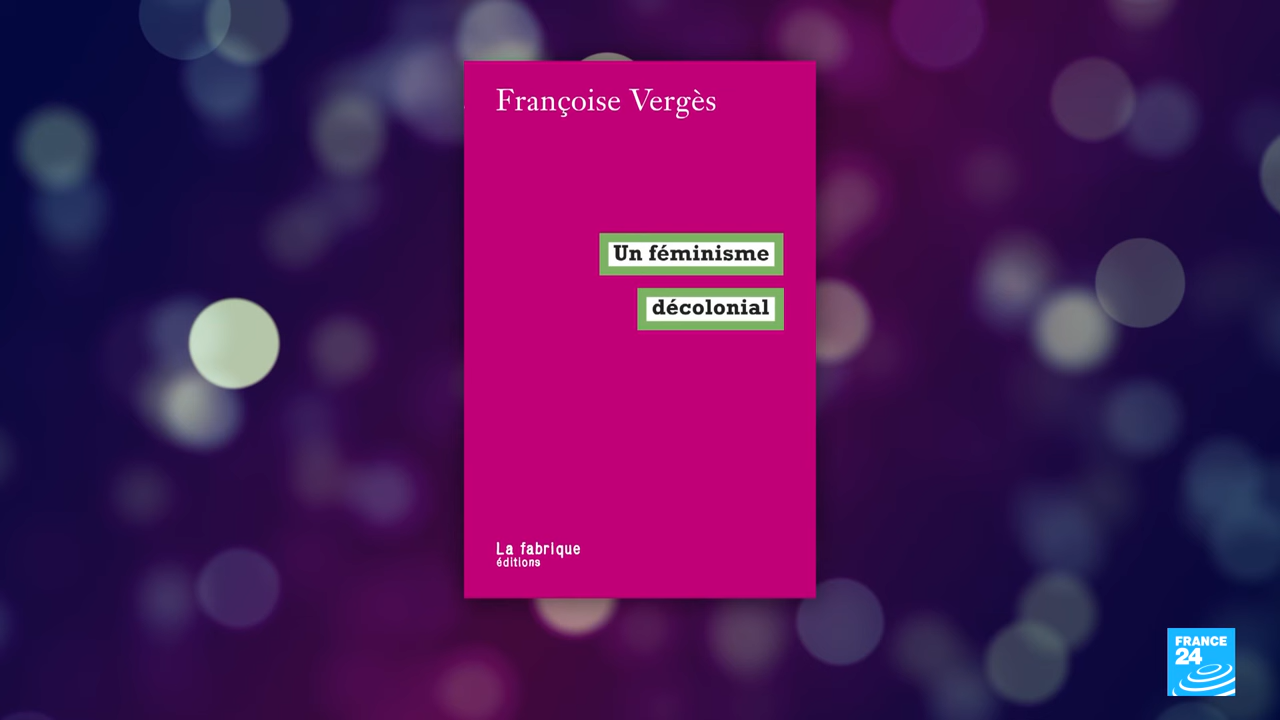 Françoise Vergès
Un féminisme
décolonial
La fabrique
éditions
FRANCE
24